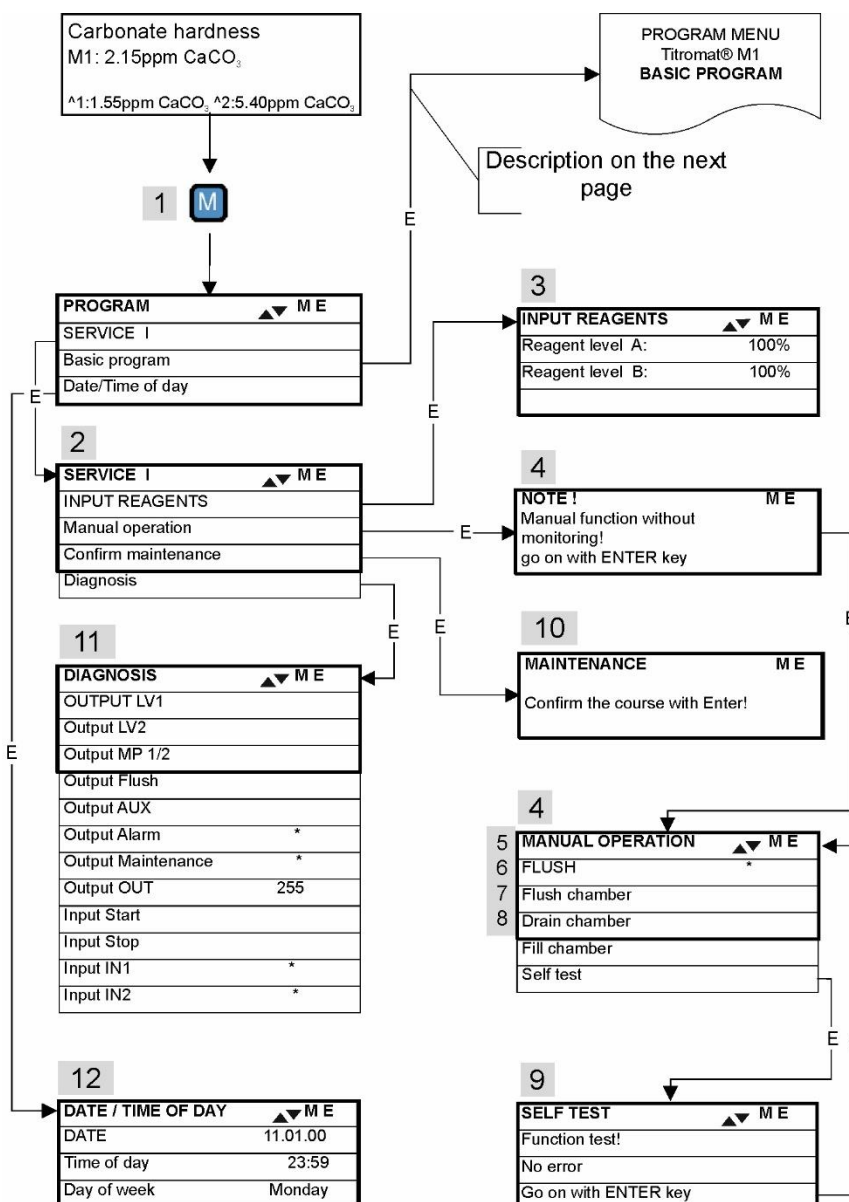 Carbonate hardness
M1: 2.15ppm CaCO₃
^1:1.55ppm CaCO₃ ^2:5.40ppm CaCO₃
PROGRAM MENU
Titromat® M1
BASIC PROGRAM
Description on the next
page
1 M
E
PROGRAM ▲▼ M E
SERVICE I
Basic program
Date/Time of day
E
E
2
SERVICE I ▲▼ M E
INPUT REAGENTS
Manual operation
Confirm maintenance
Diagnosis
E
E
E
3
INPUT REAGENTS ▲▼ M E
Reagent level A: 100%
Reagent level B: 100%
4
NOTE! M E
Manual function without
monitoring!
go on with ENTER key
10
MAINTENANCE M E
Confirm the course with Enter!
11
DIAGNOSIS ▲▼ M E
OUTPUT LV1
Output LV2
Output MP 1/2
Output Flush
Output AUX
Output Alarm *
Output Maintenance *
Output OUT 255
Input Start
Input Stop
Input IN1 *
Input IN2 *
E
4
5 MANUAL OPERATION ▲▼ M E
6 FLUSH *
7 Flush chamber
8 Drain chamber
Fill chamber
Self test
E
12
DATE / TIME OF DAY ▲▼ M E
DATE 11.01.00
Time of day 23:59
Day of week Monday
9
SELF TEST ▲▼ M E
Function test!
No error
Go on with ENTER key